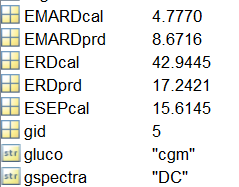 EMARDcal 4.7770
EMARDprd 8.6716
ERDcal 42.9445
ERDprd 17.2421
ESEPcal 15.6145
gid 5
str gluco "cgm"
str gspectra "DC"